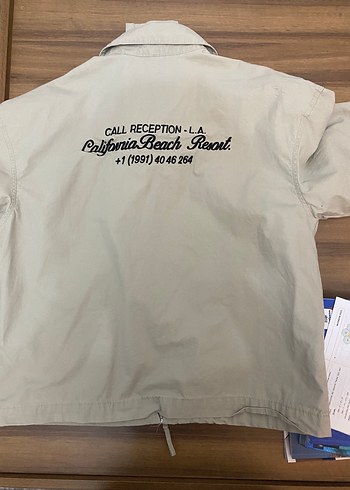 CALL RECEPTION - L.A.
California Beach Resort.
+1 (1991) 40 46 264